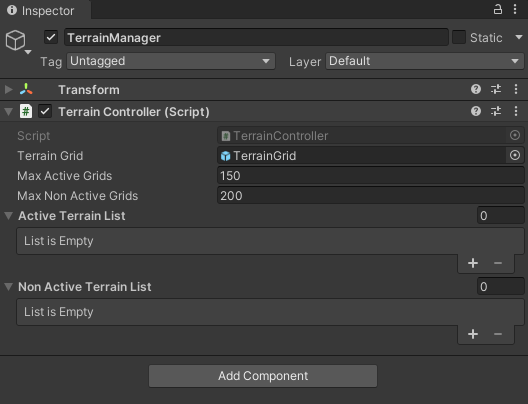 Inspector
TerrainManager Static
Tag Untagged Layer Default
Transform
# Terrain Controller (Script)
Script # TerrainController
Terrain Grid TerrainGrid
Max Active Grids 150
Max Non Active Grids 200
Active Terrain List 0
List is Empty
+ −
Non Active Terrain List 0
List is Empty
+ −
Add Component